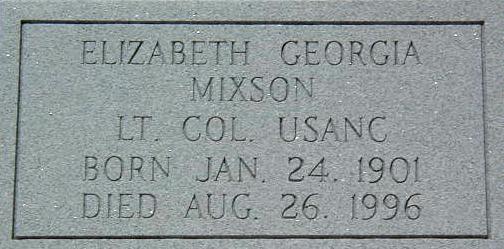 ELIZABETH GEORGIA
MIXSON
LT. COL. USANC
BORN JAN. 24. 1901
DIED AUG. 26. 1996